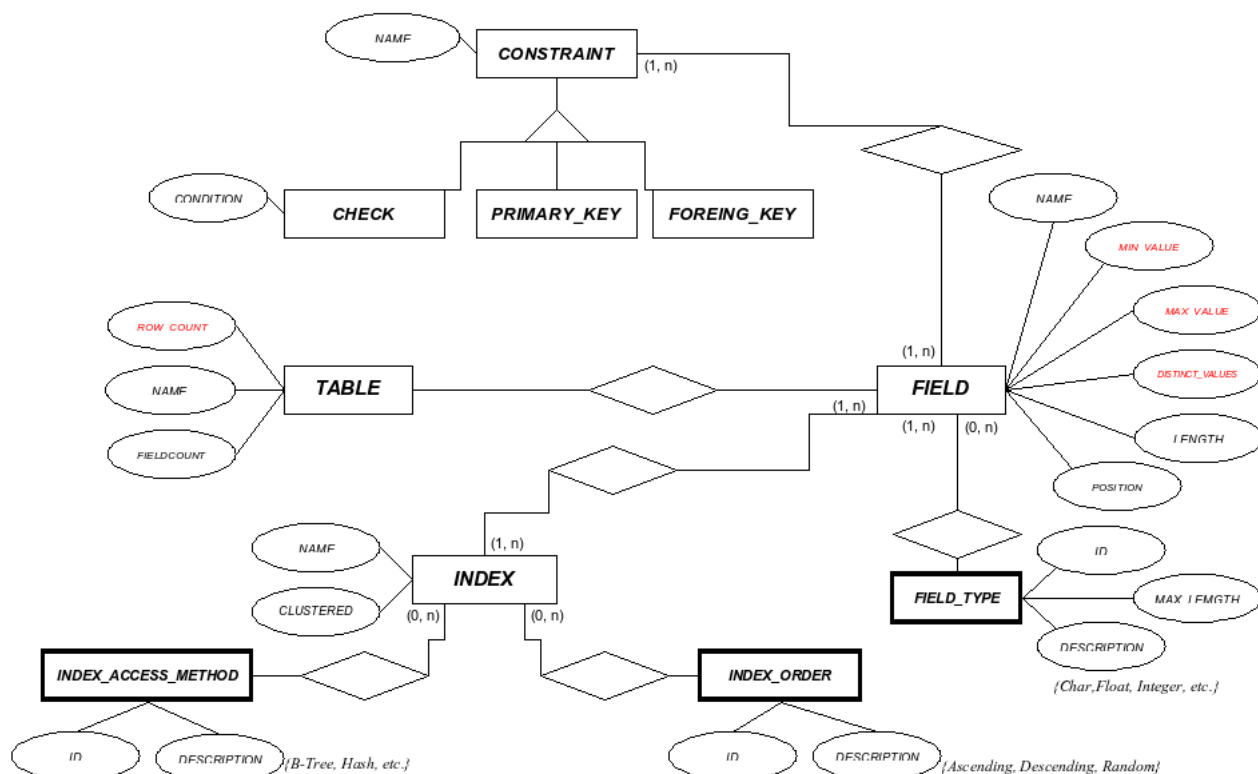 NAME
CONSTRAINT
(1, n)
CONDITION
CHECK
PRIMARY_KEY
FOREING_KEY
NAME
MIN VALUE
MAX VALUE
DISTINCT_VALUES
LENGTH
POSITION
ROW COUNT
NAME
FIELDCOUNT
TABLE
(1, n)
FIELD
(1, n)
(1, n)
(0, n)
NAME
CLUSTERED
(1, n)
INDEX
(0, n)
(0, n)
FIELD_TYPE
ID
MAX LEMGTH
DESCRIPTION
{Char,Float, Integer, etc.}
INDEX_ACCESS_METHOD
INDEX_ORDER
ID
DESCRIPTION
{B-Tree, Hash, etc.}
ID
DESCRIPTION
{Ascending, Descending, Random}